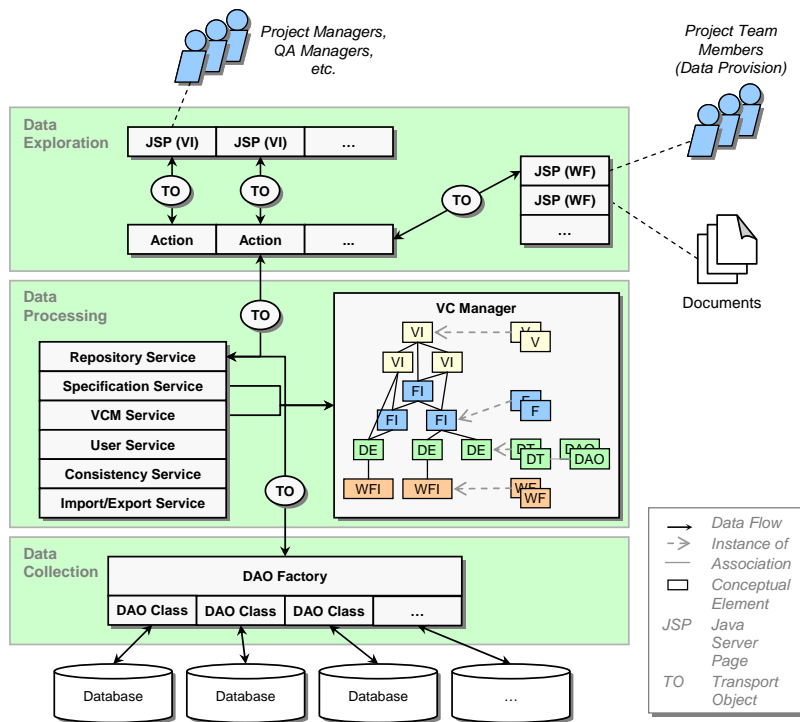 Project Managers,
QA Managers,
etc.
Project Team
Members
(Data Provision)
Data
Exploration
JSP (VI)
JSP (VI)
...
TO
TO
TO
JSP (WF)
JSP (WF)
...
Action
Action
...
Documents
Data
Processing
TO
VC Manager
Repository Service
Specification Service
VCM Service
User Service
Consistency Service
Import/Export Service
TO
VI
V
V
VI
VI
FI
F
F
FI
FI
DE
DE
DE
DT
DT
DAO
DAO
WFI
WFI
WF
WF
Data
Collection
DAO Factory
DAO Class
DAO Class
DAO Class
...
Database
Database
Database
...
Data Flow
Instance of
Association
Conceptual
Element
JSP Java
Server
Page
TO Transport
Object